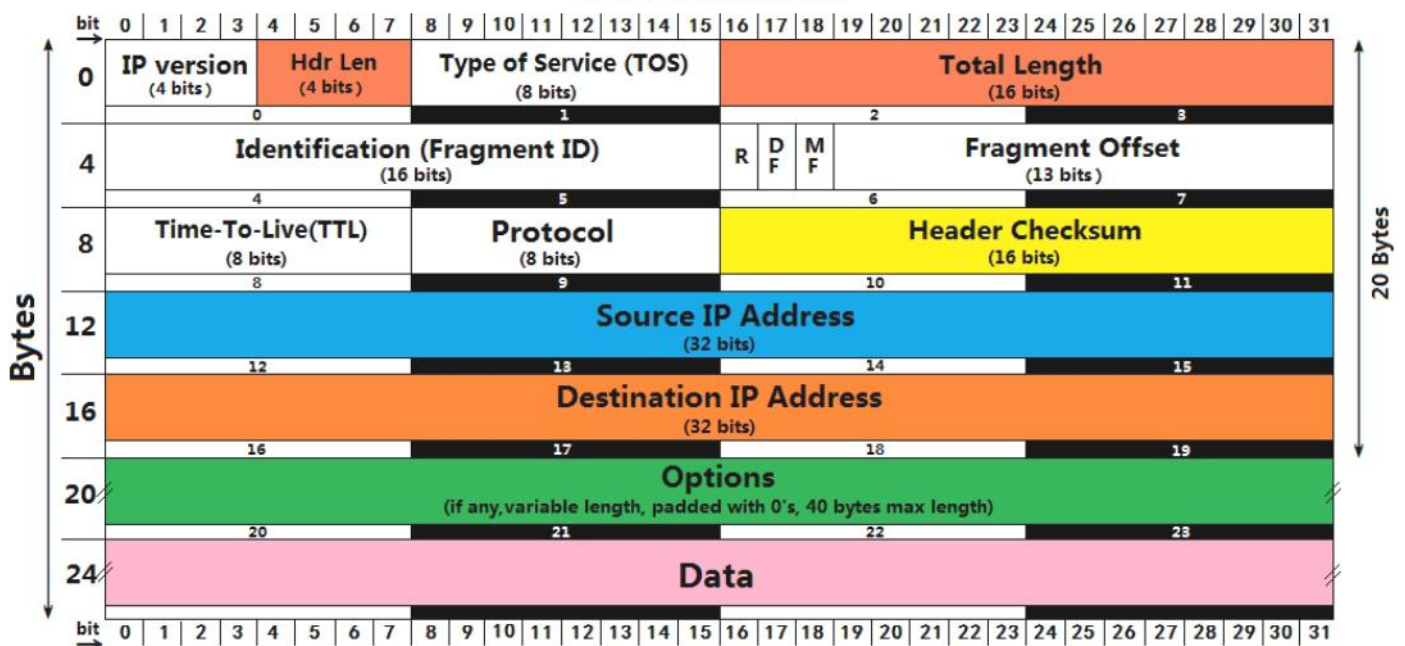 bit 0 1 2 3 4 5 6 7 8 9 10 11 12 13 14 15 16 17 18 19 20 21 22 23 24 25 26 27 28 29 30 31
0 IP version Hdr Len Type of Service (TOS) Total Length
(4 bits) (4 bits) (8 bits) (16 bits)
0 1 2 3
4 Identification (Fragment ID) R DF MF Fragment Offset
(16 bits) (13 bits)
4 5 6 7
8 Time-To-Live(TTL) Protocol Header Checksum
(8 bits) (8 bits) (16 bits)
8 9 10 11
12 Source IP Address
(32 bits)
12 13 14 15
16 Destination IP Address
(32 bits)
16 17 18 19
20 Options
(if any,variable length, padded with 0's, 40 bytes max length)
20 21 22 23
24 Data
bit 0 1 2 3 4 5 6 7 8 9 10 11 12 13 14 15 16 17 18 19 20 21 22 23 24 25 26 27 28 29 30 31
Bytes
20 Bytes